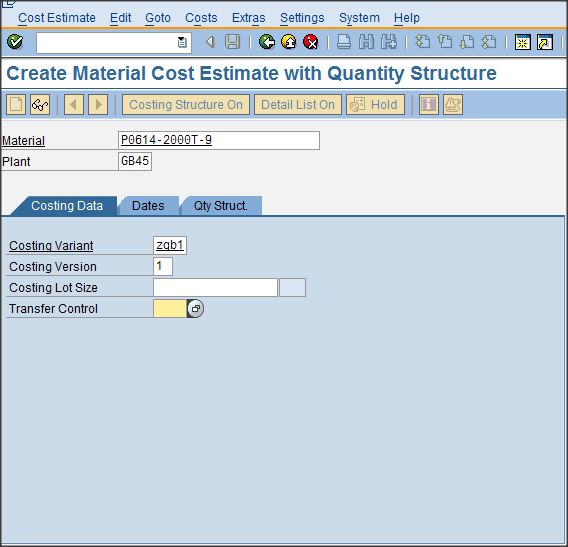 Cost Estimate Edit Goto Costs Extras Settings System Help
Create Material Cost Estimate with Quantity Structure
Costing Structure On Detail List On Hold
Material P0614-2000T-9
Plant GB45
Costing Data Dates Qty Struct.
Costing Variant zgb1
Costing Version 1
Costing Lot Size
Transfer Control